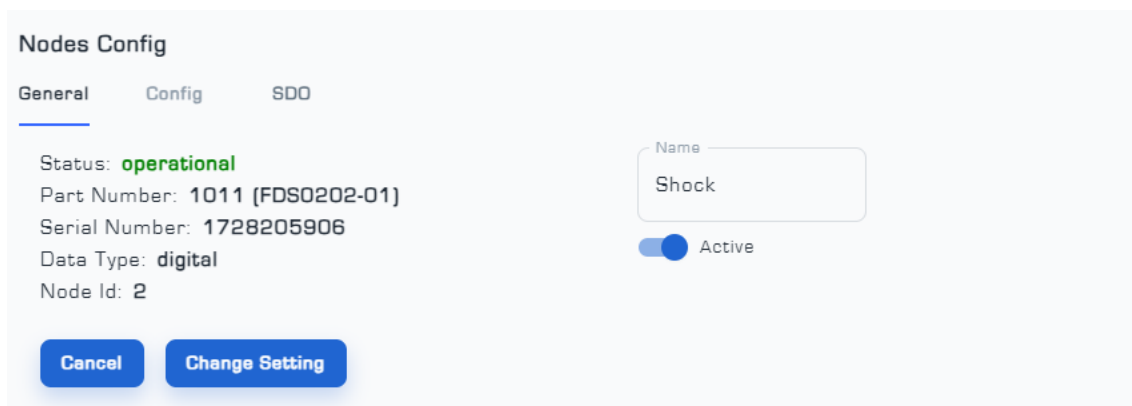 Nodes Config
General Config SDO
Status: operational
Part Number: 1011 (FDS0202-01)
Serial Number: 1728205906
Data Type: digital
Node Id: 2
Name
Shock
Active
Cancel Change Setting